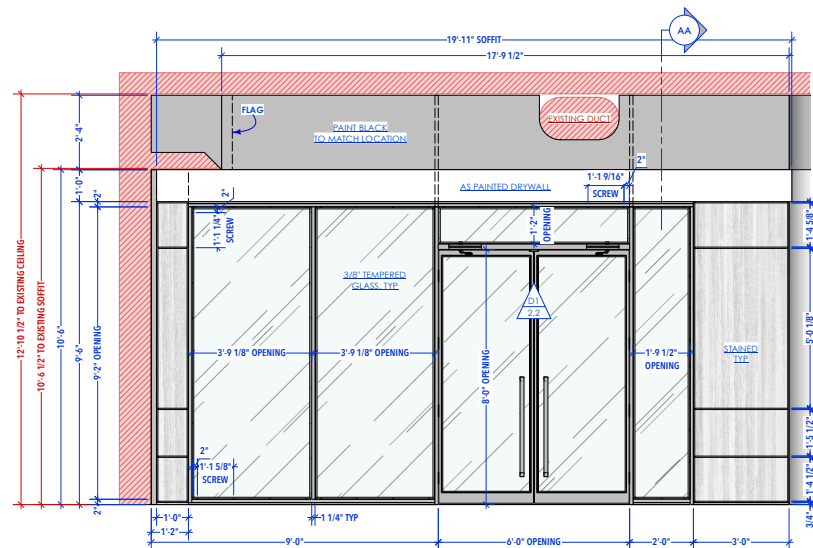 19'-11" SOFFIT
AA
17'-9 1/2"
FLAG
PAINT BLACK
TO MATCH LOCATION
EXISTING DUCT
2'-4"
1'-0"
2"
2"
1'-1 1/4"
SCREW
AS PAINTED DRYWALL
1'-1 9/16"
SCREW
2"
1'-2"
OPENING
1'-4 5/8"
12'-10 1/2" TO EXISTING CEILING
10'-6 1/2" TO EXISTING SOFFIT
10'-6"
9'-6"
9'-2" OPENING
3/8" TEMPERED
GLASS, TYP
D1
2.2
3'-9 1/8" OPENING
3'-9 1/8" OPENING
8'-0" OPENING
1'-9 1/2"
OPENING
STAINED
TYP
5'-0 1/8"
1'-5 1/2"
1'-4 1/2"
3/4"
2"
1'-1 5/8"
SCREW
2"
1'-0"
1'-2"
1 1/4" TYP
9'-0"
6'-0" OPENING
2'-0"
3'-0"